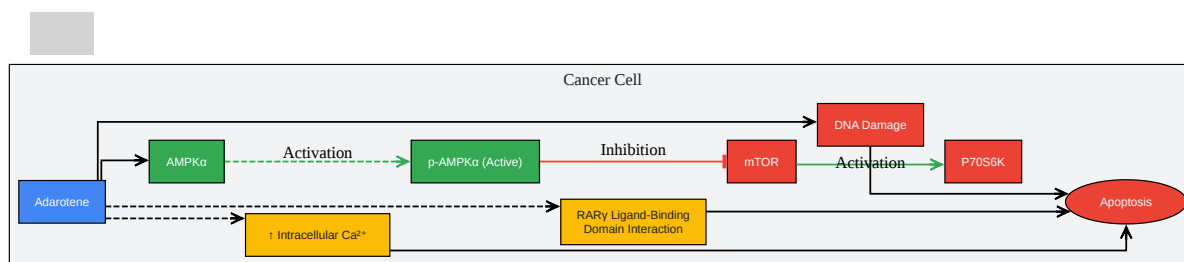 Cancer Cell
DNA Damage
AMPKα
Activation
p-AMPKα (Active)
Inhibition
mTOR
Activation
P70S6K
Adarotene
RARγ Ligand-Binding
Domain Interaction
Apoptosis
↑ Intracellular Ca²⁺